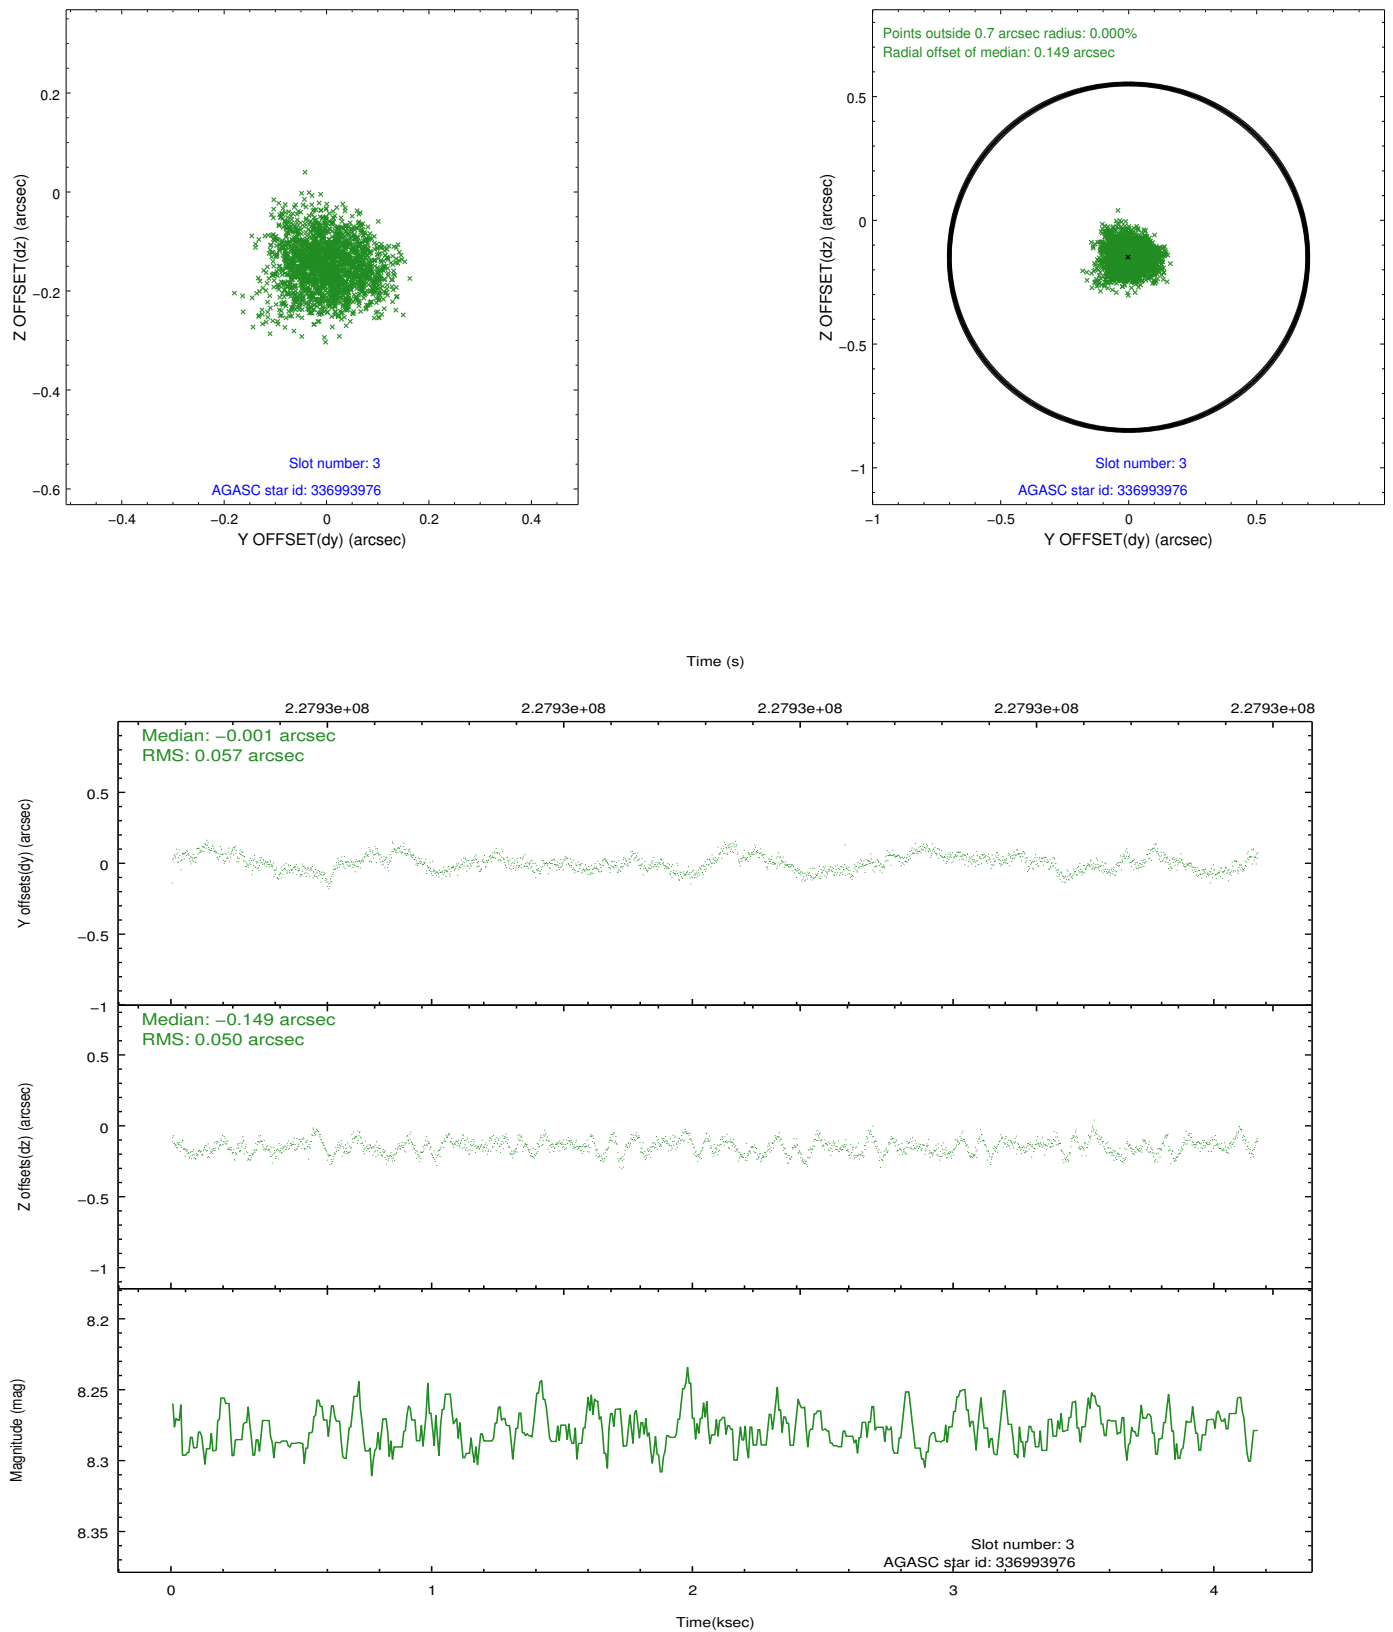 0.2
0
−0.2
−0.4
−0.6
Z OFFSET(dz) (arcsec)
Slot number: 3
AGASC star id: 336993976
−0.4 −0.2 0 0.2 0.4
Y OFFSET(dy) (arcsec)
Points outside 0.7 arcsec radius: 0.000%
Radial offset of median: 0.149 arcsec
0.5
0
−0.5
−1
Z OFFSET(dz) (arcsec)
Slot number: 3
AGASC star id: 336993976
−1 −0.5 0 0.5
Y OFFSET(dy) (arcsec)
Time (s)
2.2793e+08 2.2793e+08 2.2793e+08 2.2793e+08 2.2793e+08
Median: −0.001 arcsec
RMS: 0.057 arcsec
0.5
0
−0.5
−1
Y offsets(dy) (arcsec)
Median: −0.149 arcsec
RMS: 0.050 arcsec
0.5
0
−0.5
−1
Z offsets(dz) (arcsec)
8.2
8.25
8.3
8.35
Magnitude (mag)
Slot number: 3
AGASC star id: 336993976
0 1 2 3 4
Time(ksec)